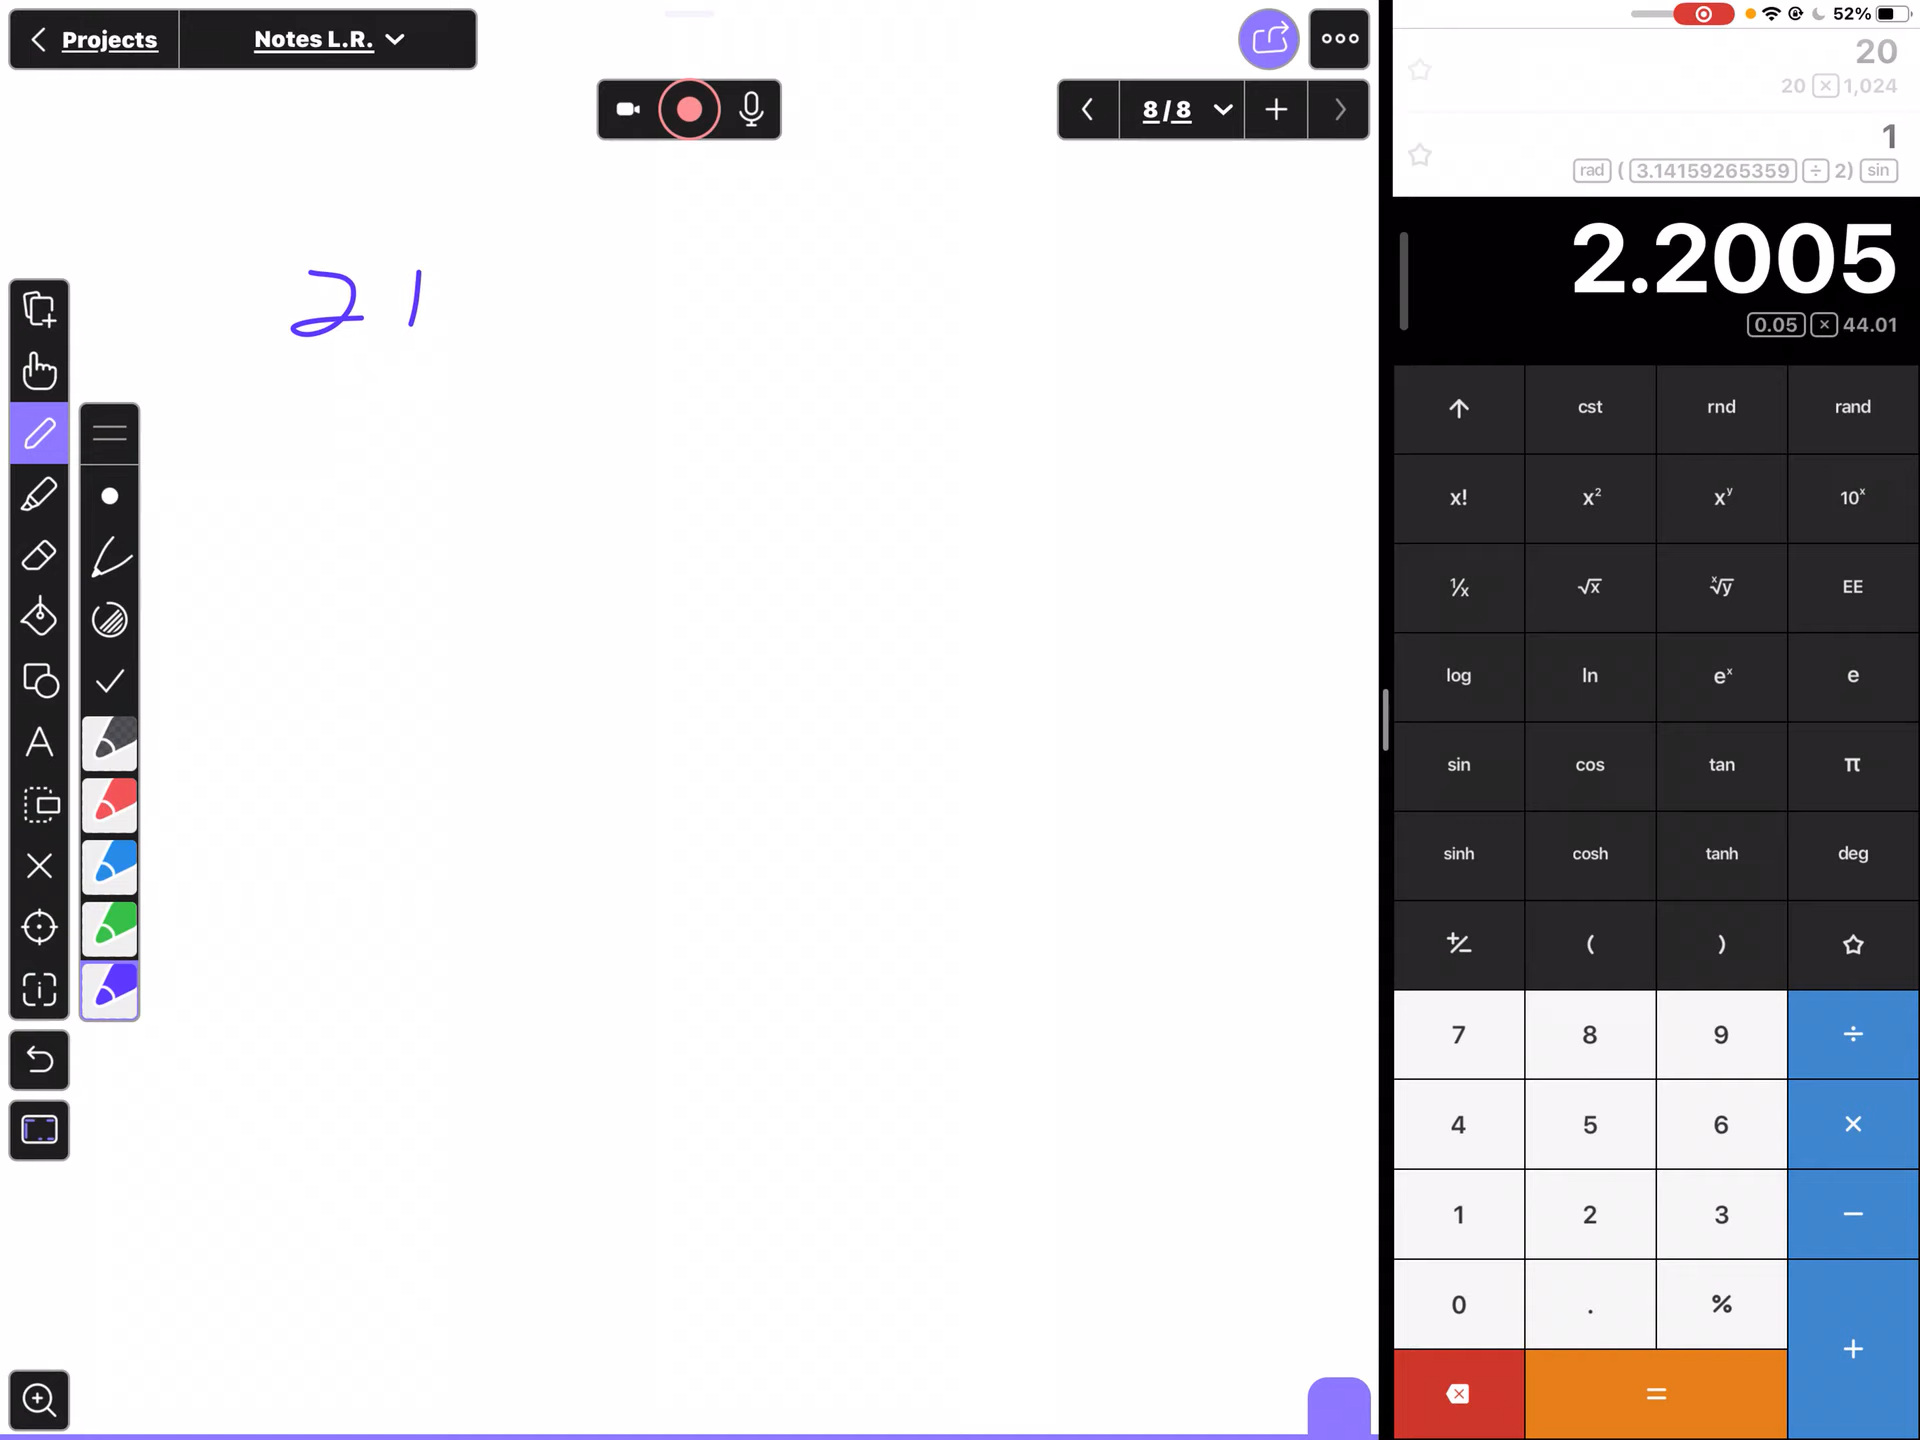 Projects
Notes L.R.
ooo
8/8
21
52%
20
20 × 1,024
1
rad ( 3.14159265359 ÷ 2) sin
2.2005
0.05 × 44.01
cst rnd rand
x! x² xʸ 10ˣ
¹/x √x ˣ√y EE
log ln eˣ e
sin cos tan π
sinh cosh tanh deg
+/− ( )
7 8 9 ÷
4 5 6 ×
1 2 3 −
0 . % +
=
A
i